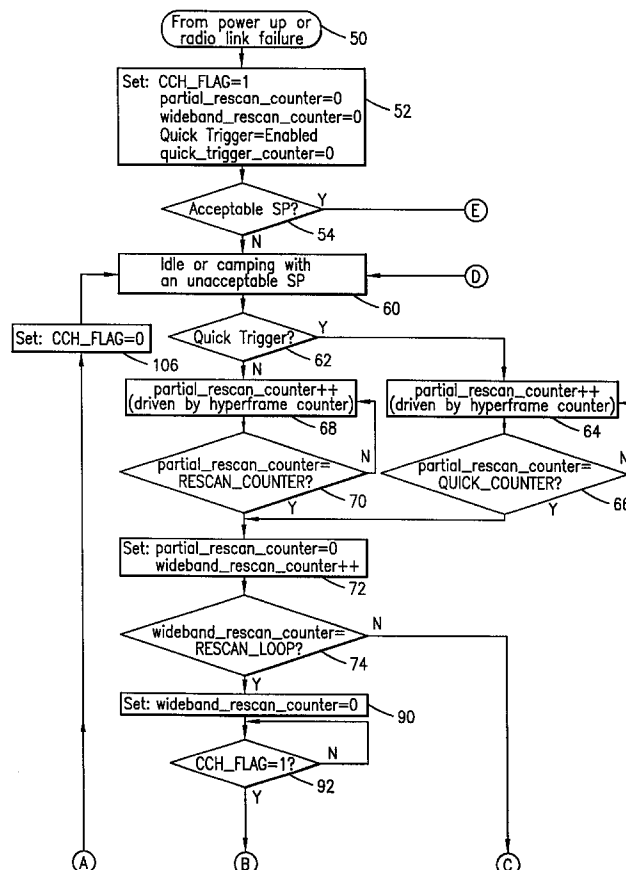 From power up or
radio link failure
50
Set: CCH_FLAG=1
partial_rescan_counter=0
wideband_rescan_counter=0
Quick Trigger=Enabled
quick_trigger_counter=0
52
Acceptable SP?
Y
E
54
N
Idle or camping with
an unacceptable SP
D
60
Set: CCH_FLAG=0
106
Quick Trigger?
Y
62
N
partial_rescan_counter++
(driven by hyperframe counter)
68
partial_rescan_counter++
(driven by hyperframe counter)
64
partial_rescan_counter=
RESCAN_COUNTER?
N
70
Y
partial_rescan_counter=
QUICK_COUNTER?
N
66
Y
Set: partial_rescan_counter=0
wideband_rescan_counter++
72
wideband_rescan_counter=
RESCAN_LOOP?
N
74
Y
Set: wideband_rescan_counter=0
90
CCH_FLAG=1?
N
92
Y
A
B
C